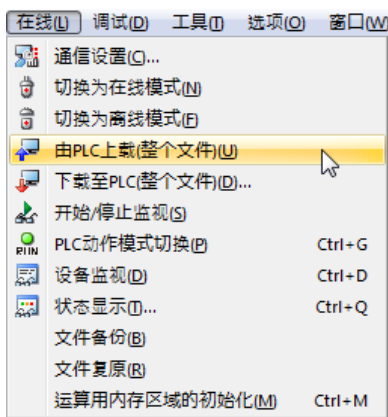 在线(L) 调试(D) 工具(T) 选项(O) 窗口(W
通信设置(C)...
切换为在线模式(N)
切换为离线模式(F)
由PLC上载(整个文件)(U)
下载至PLC(整个文件)(D)...
开始/停止监视(S)
RUN PLC动作模式切换(P) Ctrl+G
设备监视(D) Ctrl+D
状态显示(T)... Ctrl+Q
文件备份(B)
文件复原(R)
运算用内存区域的初始化(M) Ctrl+M